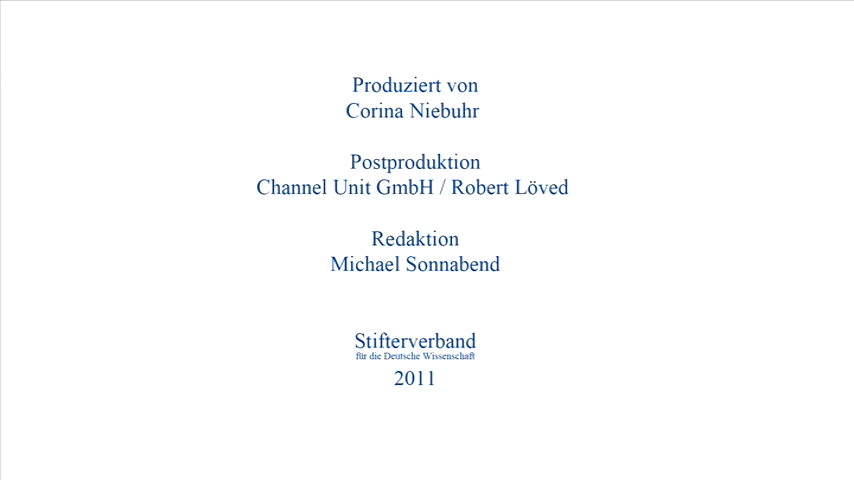 Produziert von
Corina Niebuhr
Postproduktion
Channel Unit GmbH / Robert Löved
Redaktion
Michael Sonnabend
Stifterverband
für die Deutsche Wissenschaft
2011